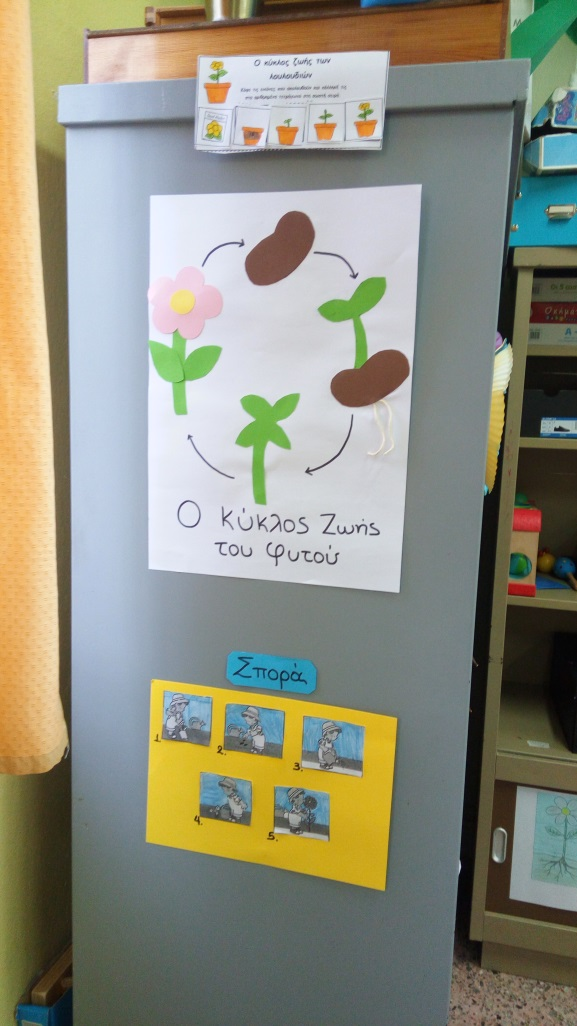 Ο κύκλος ζωής των
λουλουδιών
Ο κύκλος ζωής
του φυτού
Σπορά
1.
2.
3.
4.
5.